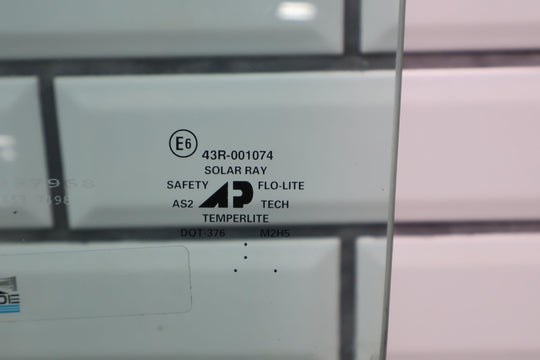 E6 43R-001074
SOLAR RAY
SAFETY AP FLO-LITE
AS2 TECH
TEMPERLITE
DOT-376 M2H5